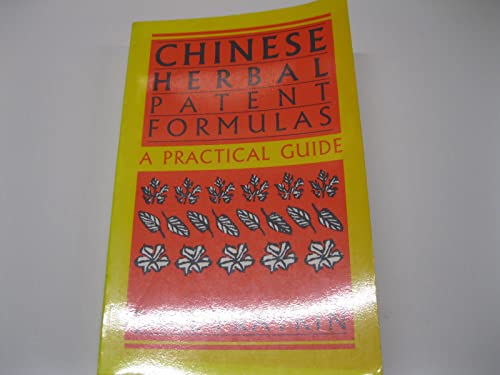 CHINESE
HERBAL
PATENT
FORMULAS
A PRACTICAL GUIDE